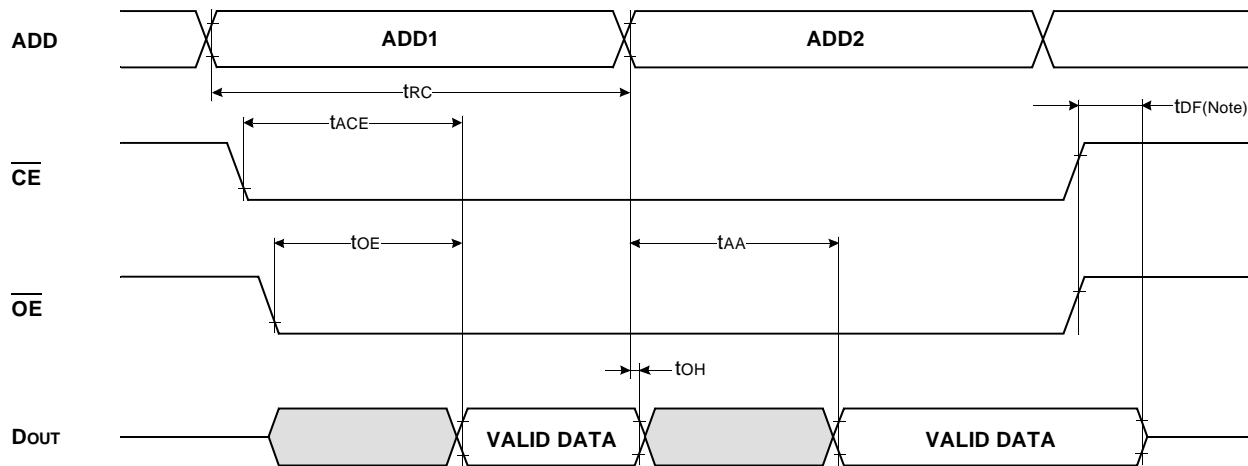 ADD
ADD1
ADD2
tRC
tDF(Note)
tACE
CE
tOE
tAA
OE
tOH
DOUT
VALID DATA
VALID DATA